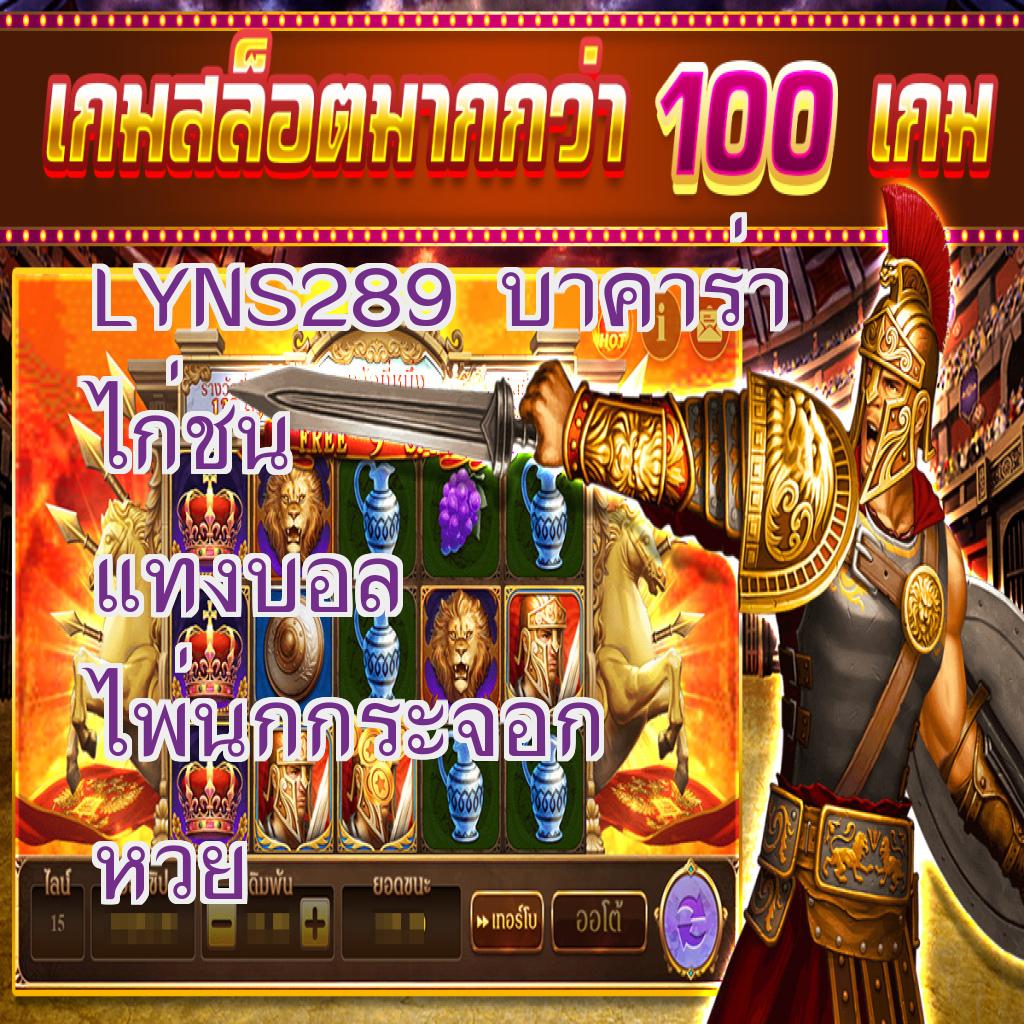 เกมสล็อตมากกว่า 100 เกม
LYNS289 บาคาร่า
HOT
i
ไก่ชน
FREE
แทงบอล
ไพ่นกกระจอก
หวย
ไลน์
ยอดชนะ
15
เทอร์โบ
ออโต้